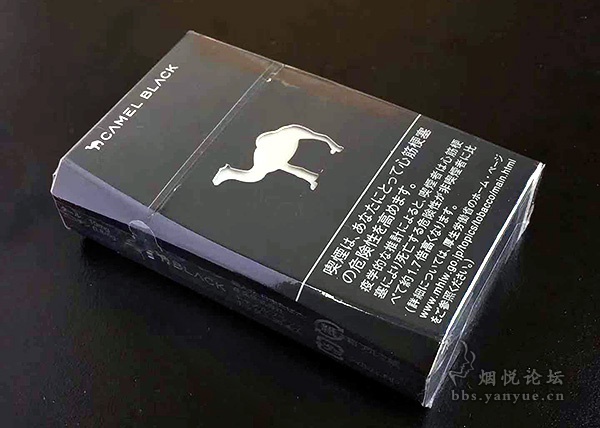 CAMEL BLACK
喫煙は、あなたにとって心筋梗塞
の危険性を高めます。
疫学的な推計によると、喫煙者は心筋梗
塞により死亡する危険性が非喫煙者に比
べて約1.7倍高くなります。
(詳細については、厚生労働省のホーム・ページ
www.mhlw.go.jp/topics/tobacco/main.html
をご参照ください。)
BLACK
烟悦论坛
bbs.yanyue.cn